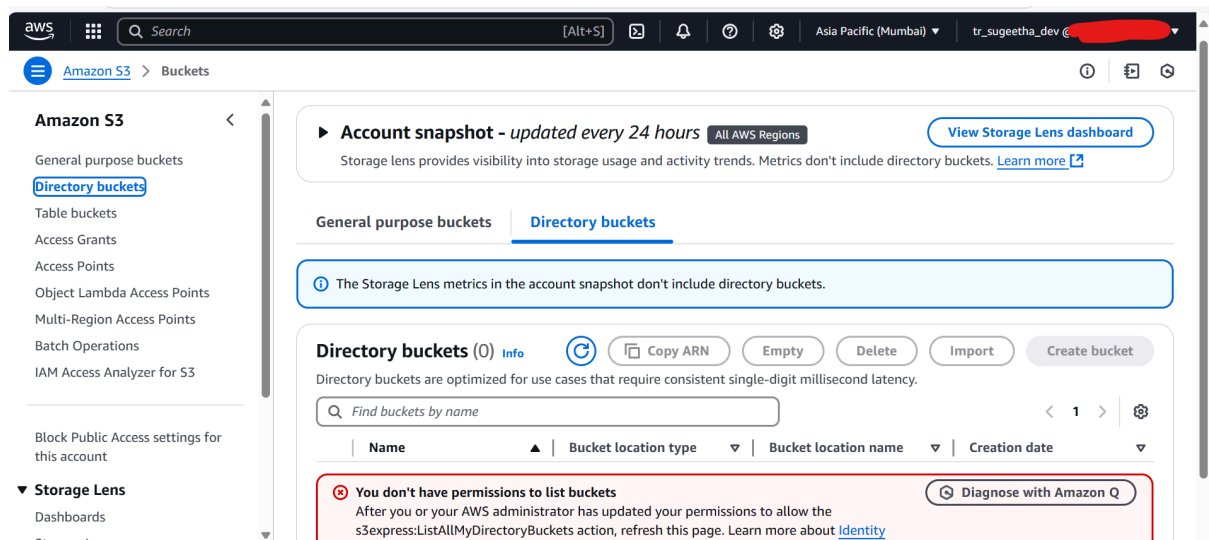 aws
Search [Alt+S] Asia Pacific (Mumbai) ▼ tr_sugeetha_dev @
Amazon S3 > Buckets
Amazon S3
General purpose buckets
Directory buckets
Table buckets
Access Grants
Access Points
Object Lambda Access Points
Multi-Region Access Points
Batch Operations
IAM Access Analyzer for S3
Block Public Access settings for
this account
▼ Storage Lens
Dashboards
▶ Account snapshot - updated every 24 hours All AWS Regions
View Storage Lens dashboard
Storage lens provides visibility into storage usage and activity trends. Metrics don't include directory buckets. Learn more
General purpose buckets Directory buckets
The Storage Lens metrics in the account snapshot don't include directory buckets.
Directory buckets (0) Info Copy ARN Empty Delete Import Create bucket
Directory buckets are optimized for use cases that require consistent single-digit millisecond latency.
Find buckets by name < 1 >
Name ▲ Bucket location type ▽ Bucket location name ▽ Creation date ▽
You don't have permissions to list buckets Diagnose with Amazon Q
After you or your AWS administrator has updated your permissions to allow the
s3express:ListAllMyDirectoryBuckets action, refresh this page. Learn more about Identity